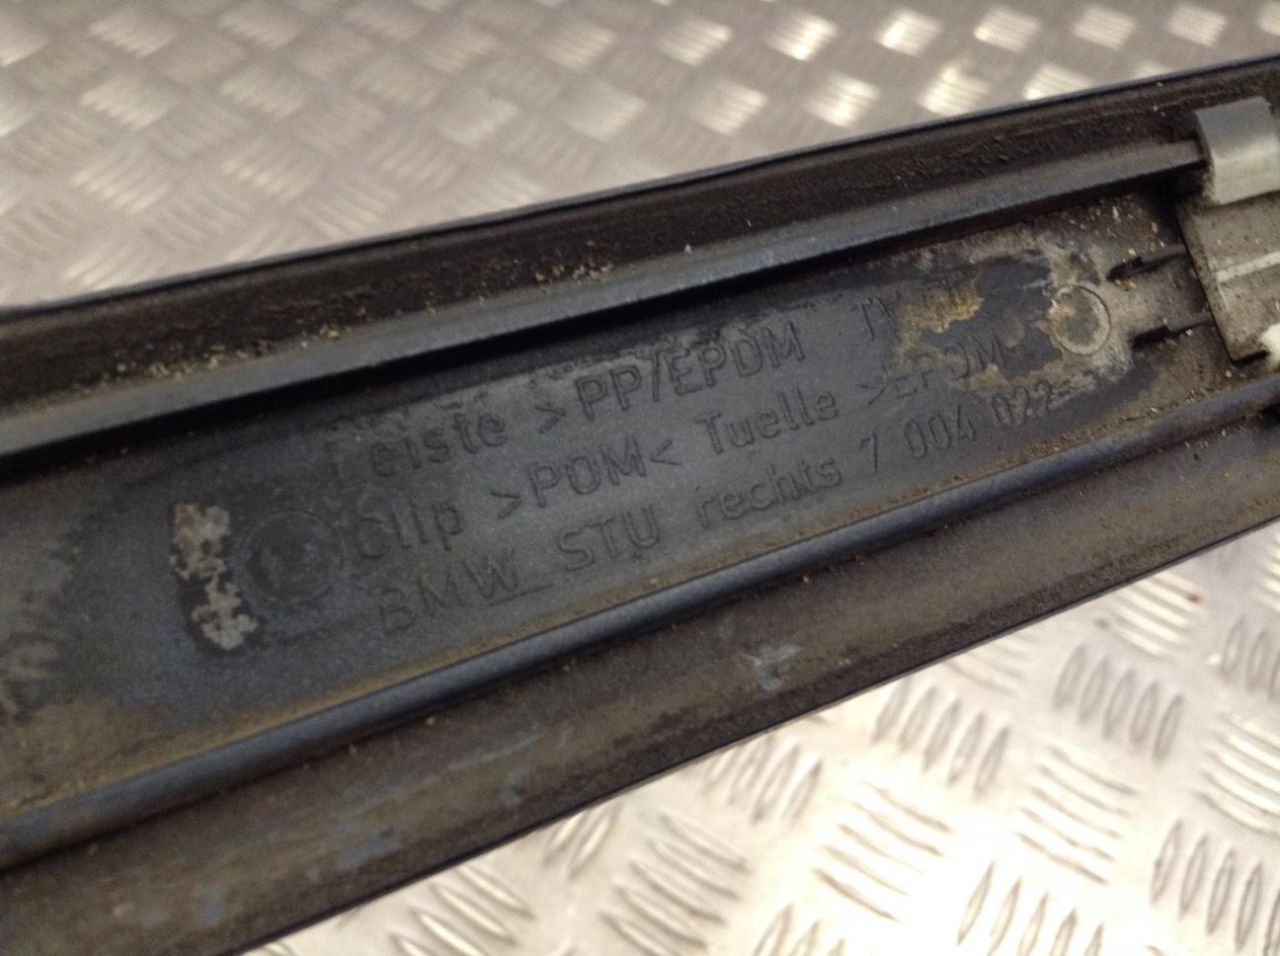 Leiste >PP/EPDM
Clip >POM< Tuelle >EPDM
BMW STU rechts 7 004 022